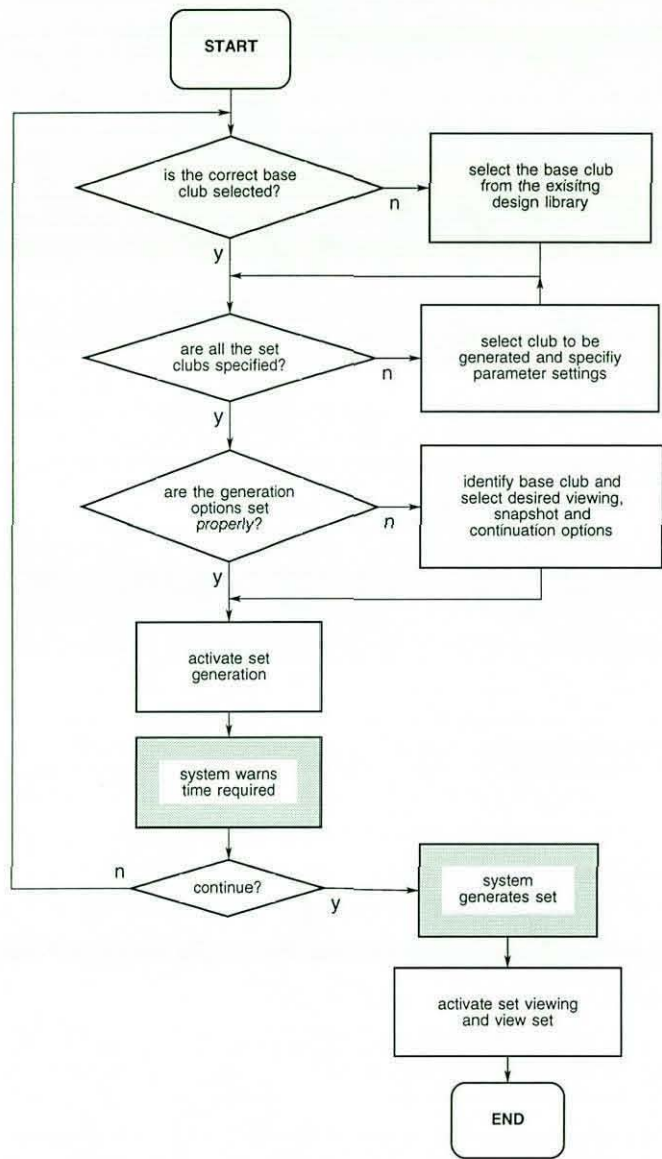 START
is the correct base
club selected?
n
select the base club
from the exisitng
design library
y
are all the set
clubs specified?
n
select club to be
generated and specifiy
parameter settings
y
are the generation
options set
properly?
n
identify base club and
select desired viewing,
snapshot and
continuation options
y
activate set
generation
system warns
time required
n
continue?
y
system
generates set
activate set viewing
and view set
END